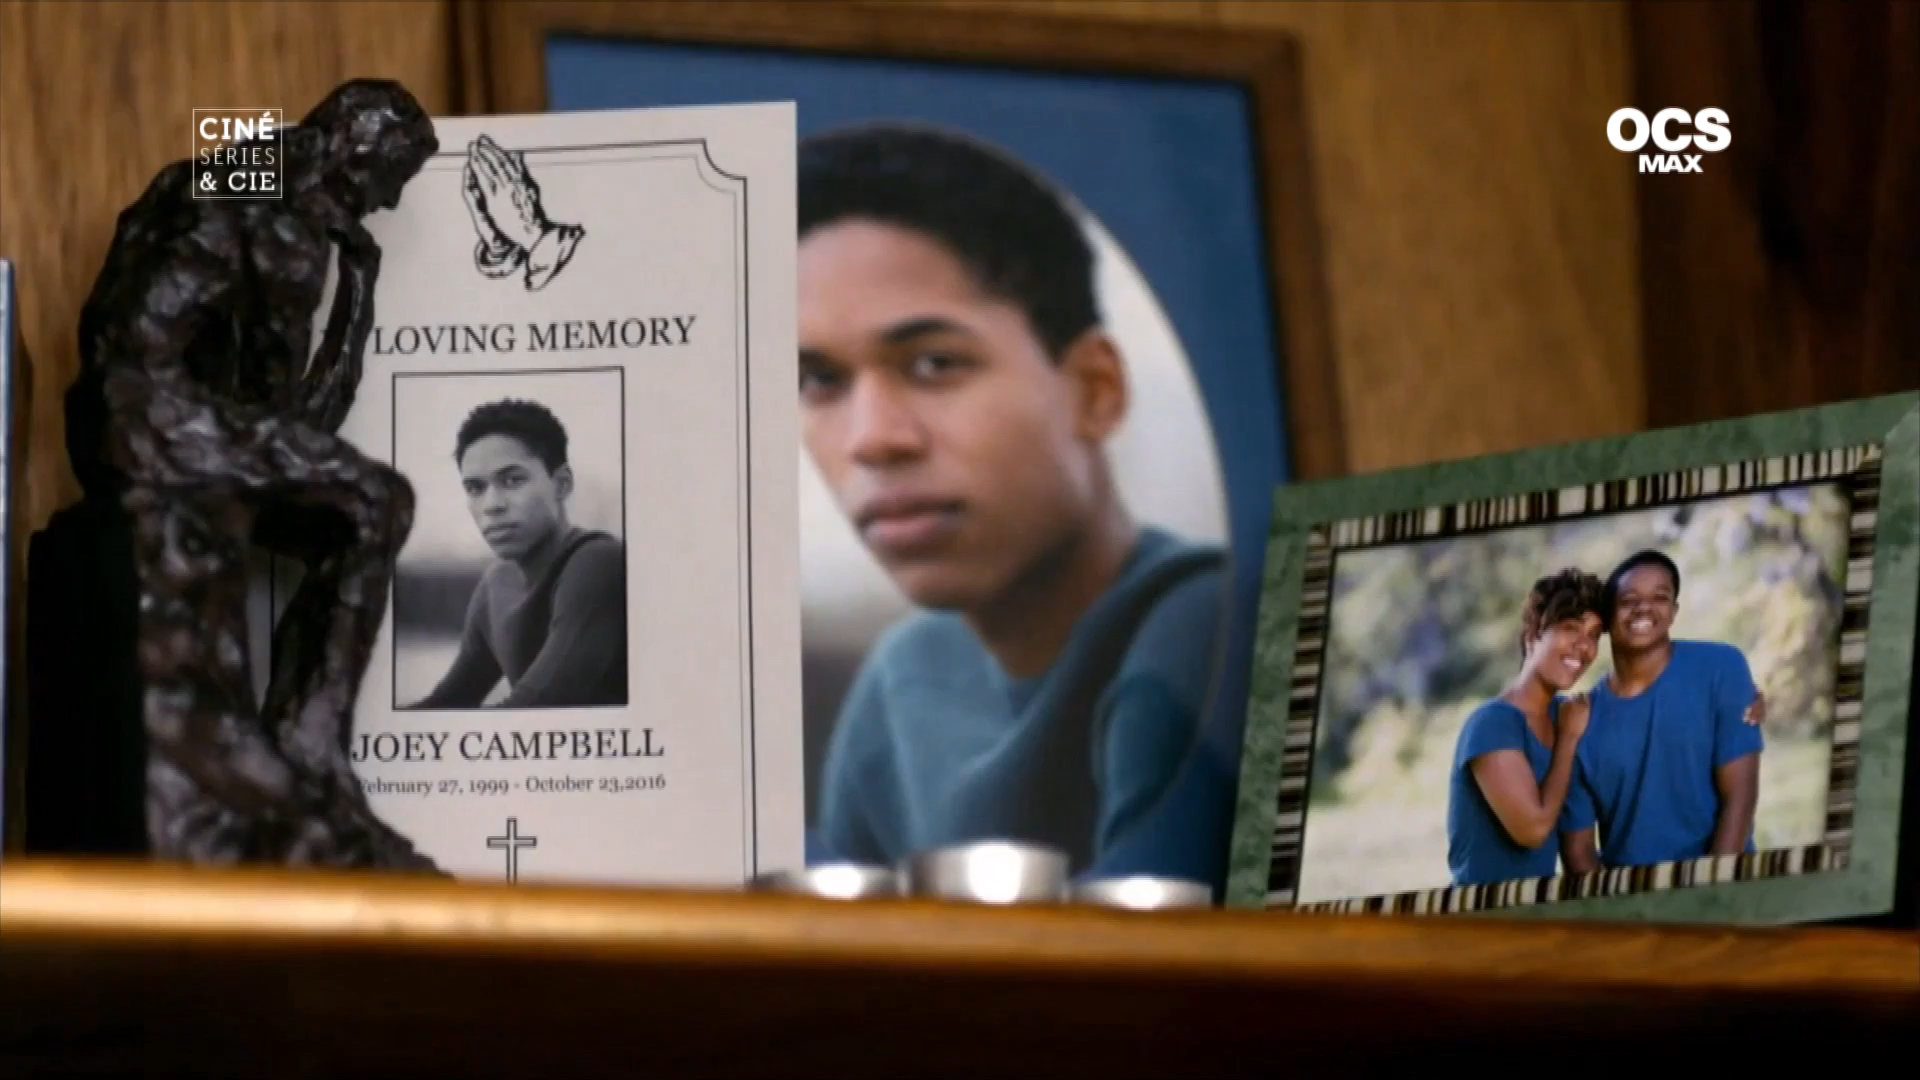 CINÉ
SÉRIES
& CIE
OCS
MAX
LOVING MEMORY
JOEY CAMPBELL
February 27, 1999 - October 23,2016